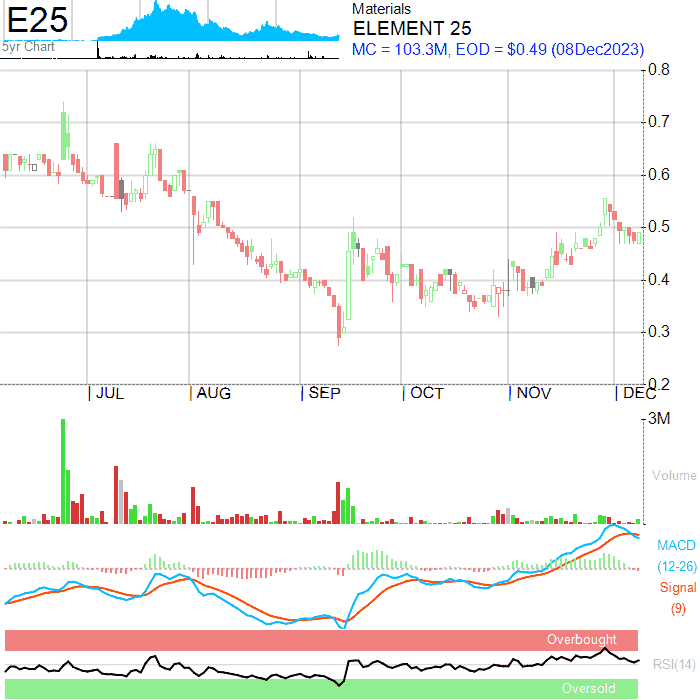 E25
5yr Chart
Materials
ELEMENT 25
MC = 103.3M, EOD = $0.49 (08Dec2023)
0.8
0.7
0.6
0.5
0.4
0.3
0.2
JUL AUG SEP OCT NOV DEC
3M
Volume
MACD
(12-26)
Signal
(9)
Overbought
RSI(14)
Oversold